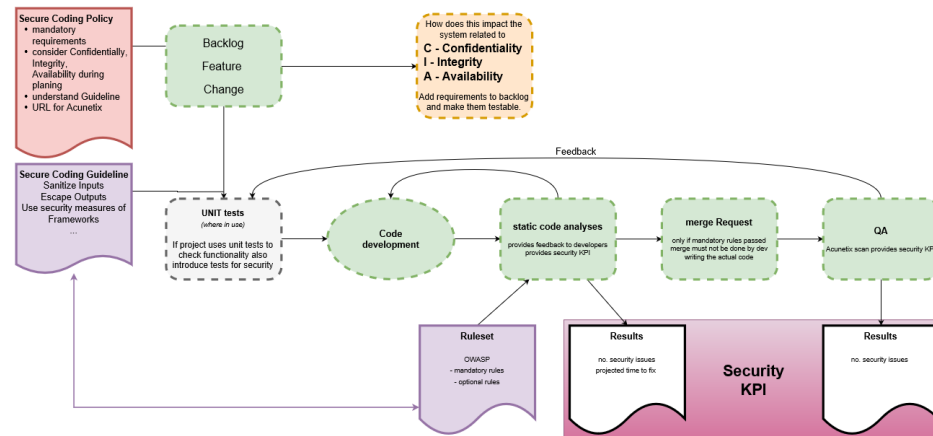 Secure Coding Policy
• mandatory
requirements
• consider Confidentially,
Integrity,
Availability during
planing
• understand Guideline
• URL for Acunetix
Backlog
Feature
Change
How does this impact the
system related to
C - Confidentiality
I - Integrity
A - Availability
Add requirements to backlog
and make them testable.
Feedback
Secure Coding Guideline
Sanitize Inputs
Escape Outputs
Use security measures of
Frameworks
...
UNIT tests
(where in use)
If project uses unit tests to
check functionality also
introduce tests for security
Code
development
static code analyses
provides feedback to developers
provides security KPI
merge Request
only if mandatory rules passed
merge must not be done by dev
writing the actual code
QA
Acunetix scan provides security KP
Ruleset
OWASP
- mandatory rules
- optional rules
Results
no. security issues
projected time to fix
Security
KPI
Results
no. security issues